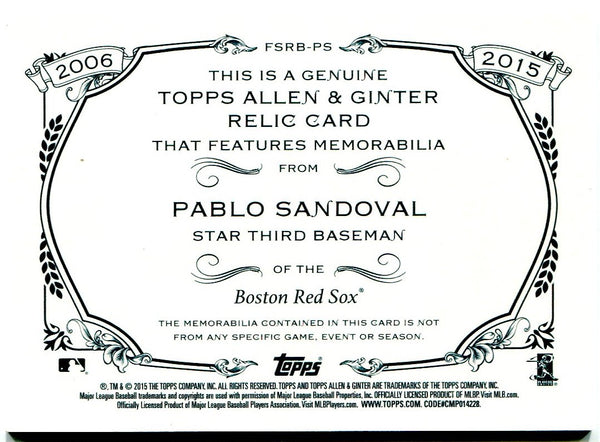 FSRB-PS
2006
2015
THIS IS A GENUINE
TOPPS ALLEN & GINTER
RELIC CARD
THAT FEATURES MEMORABILIA
FROM
PABLO SANDOVAL
STAR THIRD BASEMAN
OF THE
Boston Red Sox®
THE MEMORABILIA CONTAINED IN THIS CARD IS NOT
FROM ANY SPECIFIC GAME, EVENT OR SEASON.
Topps
®, TM & © 2015 THE TOPPS COMPANY, INC. ALL RIGHTS RESERVED. TOPPS AND TOPPS ALLEN & GINTER ARE TRADEMARKS OF THE TOPPS COMPANY, INC.
Major League Baseball trademarks and copyrights are used with permission of Major League Baseball Properties, Inc. OFFICIALLY LICENSED PRODUCT OF MLBP. Visit MLB.com.
Officially Licensed Product of Major League Baseball Players Association. Visit MLBPlayers.com. WWW.TOPPS.COM. CODE#CMP014228.